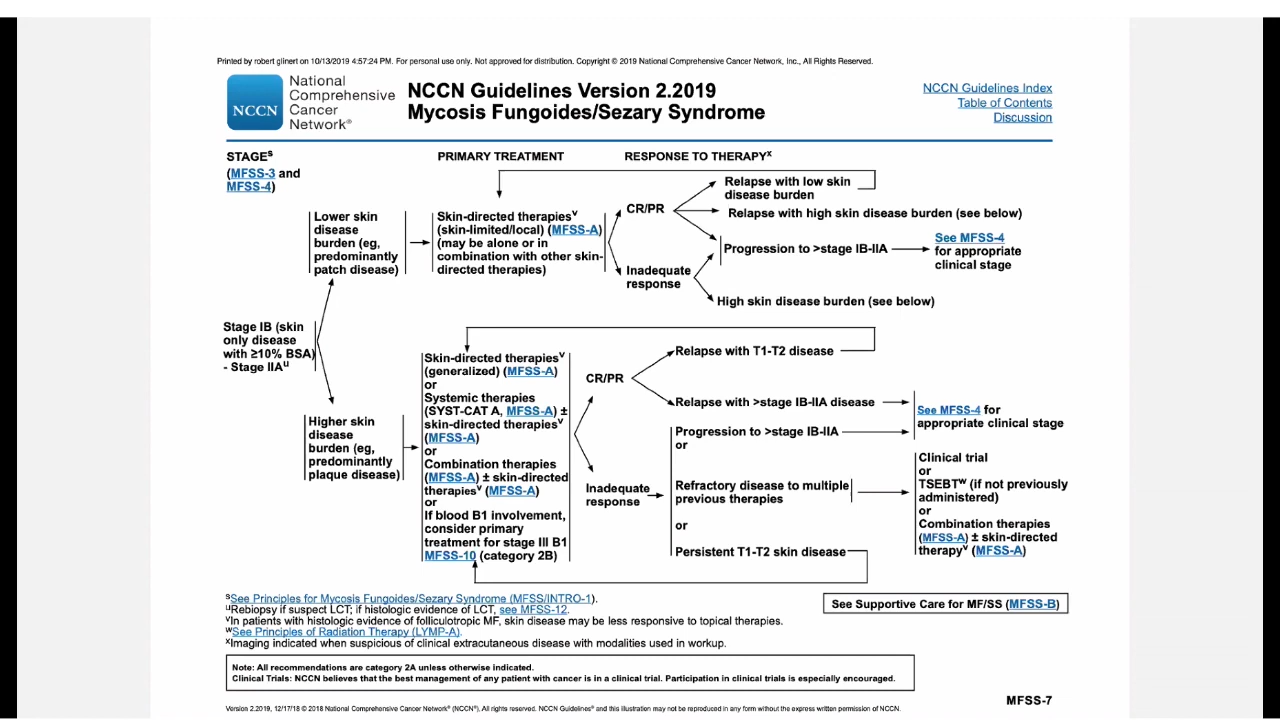 Printed by robert glinert on 10/13/2019 4:57:24 PM. For personal use only. Not approved for distribution. Copyright © 2019 National Comprehensive Cancer Network, Inc., All Rights Reserved.
NCCN
National
Comprehensive
Cancer
Network®
NCCN Guidelines Version 2.2019
Mycosis Fungoides/Sezary Syndrome
NCCN Guidelines Index
Table of Contents
Discussion
STAGEˢ
(MFSS-3 and
MFSS-4)
PRIMARY TREATMENT
RESPONSE TO THERAPYˣ
Stage IB (skin
only disease
with ≥10% BSA)
- Stage IIAᵘ
Lower skin
disease
burden (eg,
predominantly
patch disease)
Skin-directed therapiesᵛ
(skin-limited/local) (MFSS-A)
(may be alone or in
combination with other skin-
directed therapies)
CR/PR
Relapse with low skin
disease burden
Relapse with high skin disease burden (see below)
Progression to >stage IB-IIA
See MFSS-4
for appropriate
clinical stage
Inadequate
response
High skin disease burden (see below)
Higher skin
disease
burden (eg,
predominantly
plaque disease)
Skin-directed therapiesᵛ
(generalized) (MFSS-A)
or
Systemic therapies
(SYST-CAT A, MFSS-A) ±
skin-directed therapiesᵛ
(MFSS-A)
or
Combination therapies
(MFSS-A) ± skin-directed
therapiesᵛ (MFSS-A)
or
If blood B1 involvement,
consider primary
treatment for stage III B1
MFSS-10 (category 2B)
CR/PR
Relapse with T1-T2 disease
Relapse with >stage IB-IIA disease
See MFSS-4 for
appropriate clinical stage
Inadequate
response
Progression to >stage IB-IIA
or
Refractory disease to multiple
previous therapies
or
Persistent T1-T2 skin disease
Clinical trial
or
TSEBTʷ (if not previously
administered)
or
Combination therapies
(MFSS-A) ± skin-directed
therapyᵛ (MFSS-A)
ˢSee Principles for Mycosis Fungoides/Sezary Syndrome (MFSS/INTRO-1).
ᵘRebiopsy if suspect LCT; if histologic evidence of LCT, see MFSS-12.
ᵛIn patients with histologic evidence of folliculotropic MF, skin disease may be less responsive to topical therapies.
ʷSee Principles of Radiation Therapy (LYMP-A).
ˣImaging indicated when suspicious of clinical extracutaneous disease with modalities used in workup.
See Supportive Care for MF/SS (MFSS-B)
Note: All recommendations are category 2A unless otherwise indicated.
Clinical Trials: NCCN believes that the best management of any patient with cancer is in a clinical trial. Participation in clinical trials is especially encouraged.
MFSS-7
Version 2.2019, 12/17/18 © 2018 National Comprehensive Cancer Network® (NCCN®), All rights reserved. NCCN Guidelines® and this illustration may not be reproduced in any form without the express written permission of NCCN.